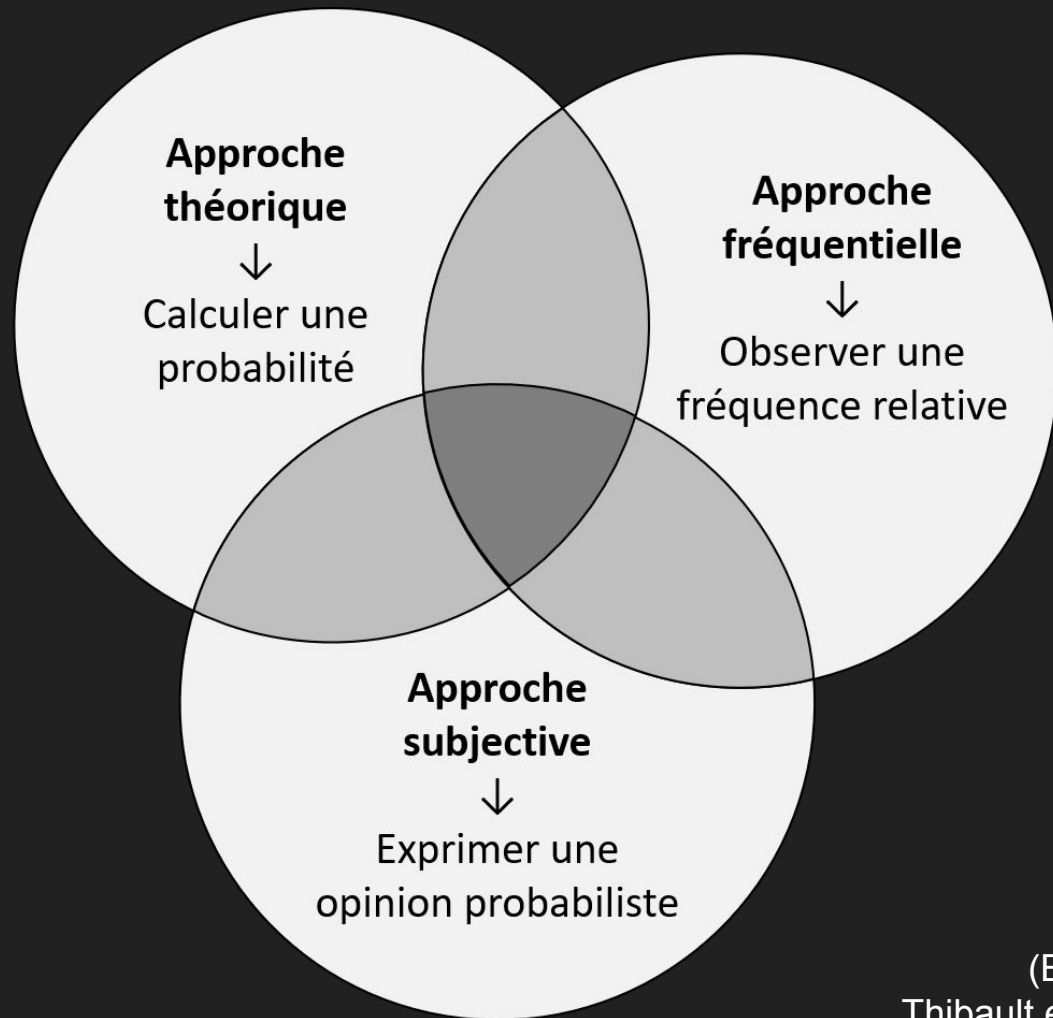 Approche
théorique
↓
Calculer une
probabilité
Approche
fréquentielle
↓
Observer une
fréquence relative
Approche
subjective
↓
Exprimer une
opinion probabiliste
(
Thibault